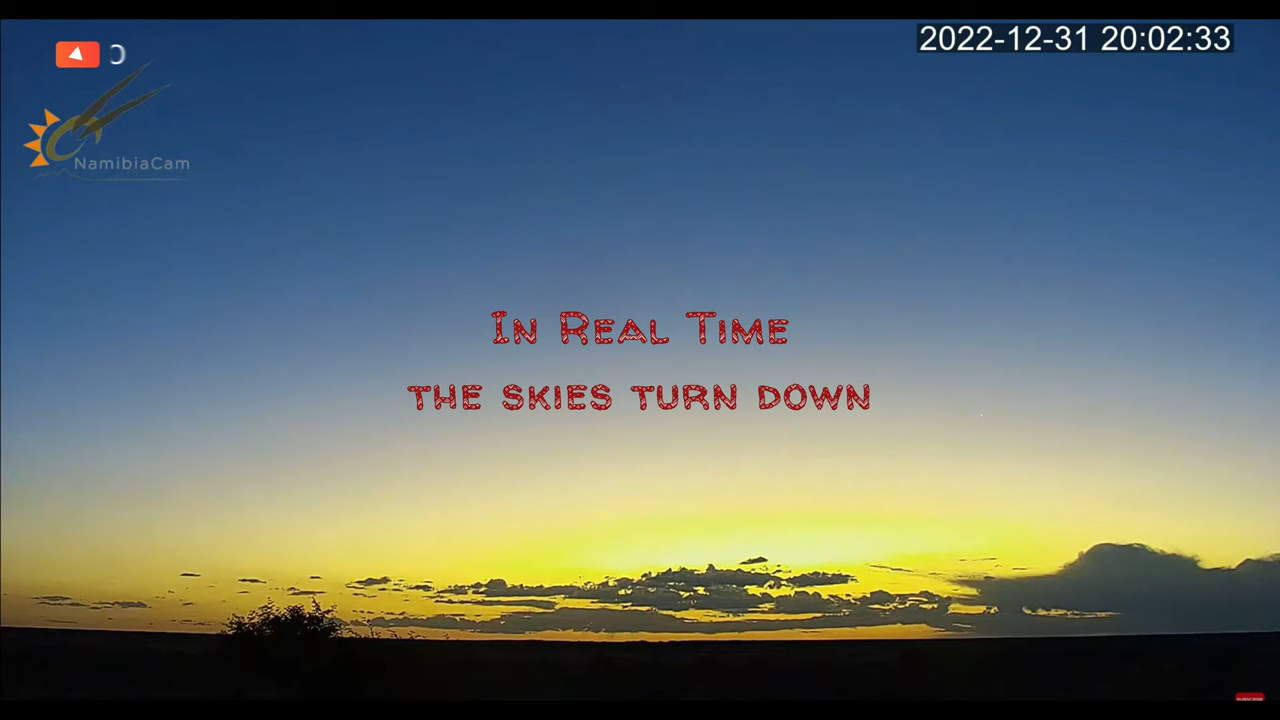 2022-12-31 20:02:33
NamibiaCam
In Real Time
the skies turn down